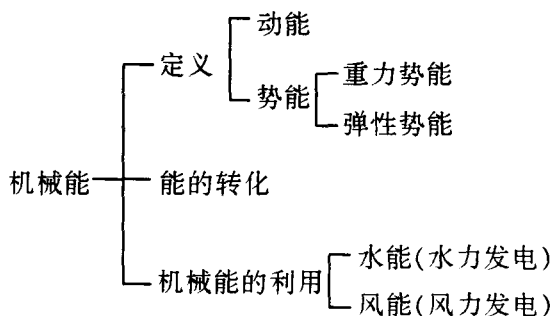 动能
定义
势能
重力势能
弹性势能
机械能
能的转化
机械能的利用
水能(水力发电)
风能(风力发电)